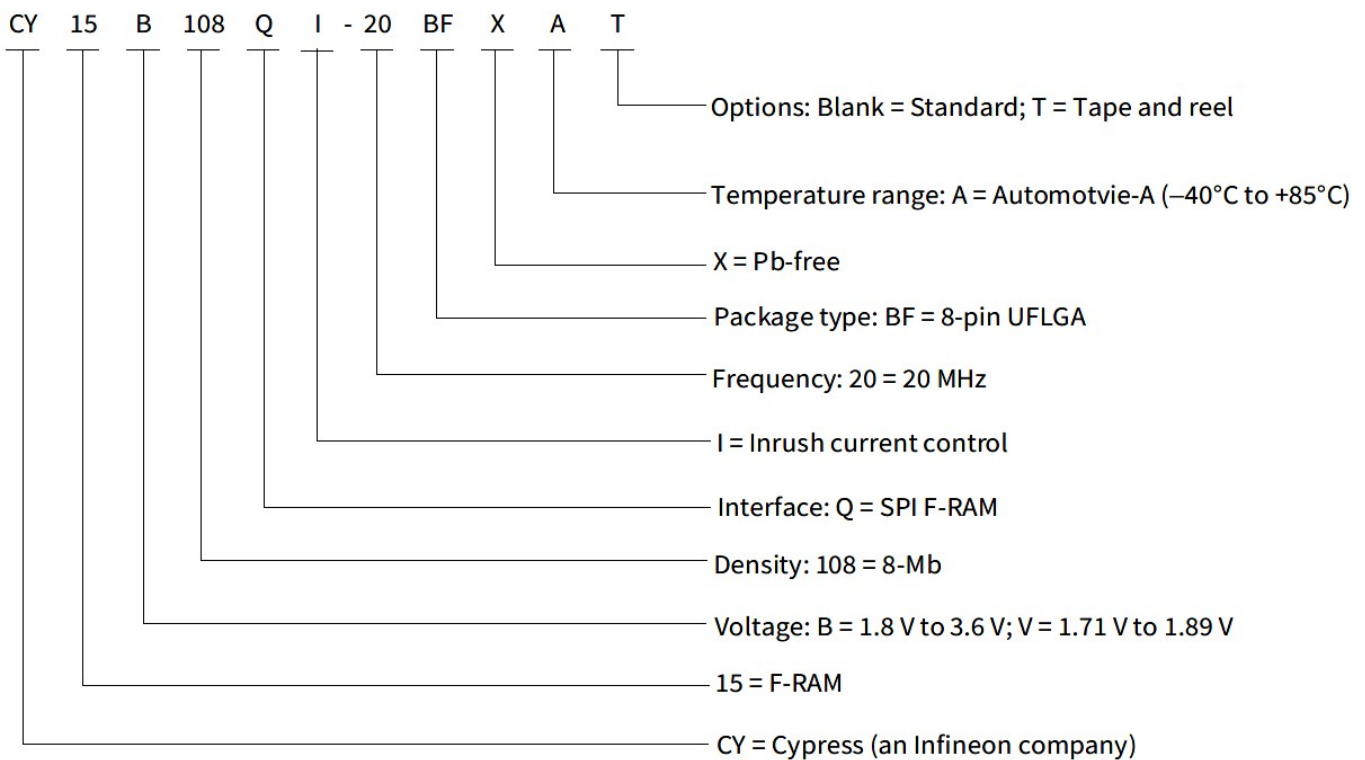 CY 15 B 108 Q I - 20 BF X A T
Options: Blank = Standard; T = Tape and reel
Temperature range: A = Automotvie-A (–40°C to +85°C)
X = Pb-free
Package type: BF = 8-pin UFLGA
Frequency: 20 = 20 MHz
I = Inrush current control
Interface: Q = SPI F-RAM
Density: 108 = 8-Mb
Voltage: B = 1.8 V to 3.6 V; V = 1.71 V to 1.89 V
15 = F-RAM
CY = Cypress (an Infineon company)